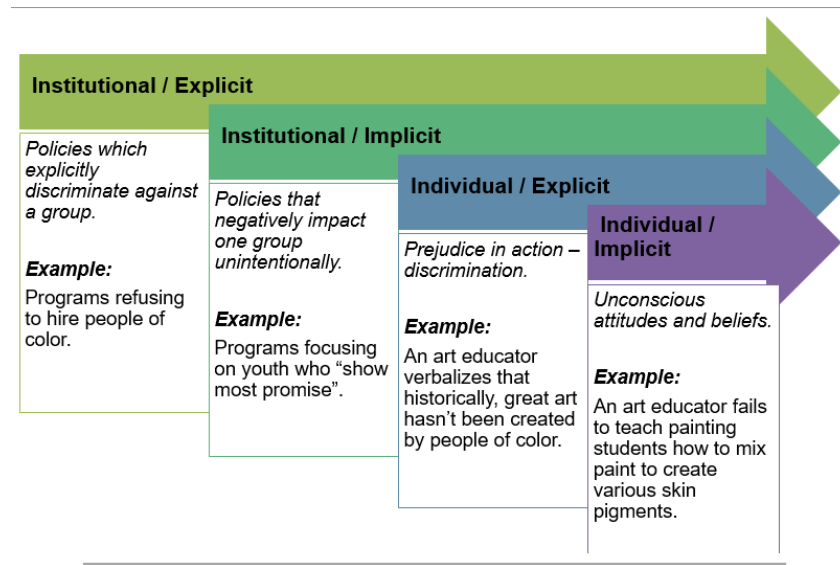 Institutional / Explicit
Policies which
explicitly
discriminate against
a group.
Example:
Programs refusing
to hire people of
color.
Institutional / Implicit
Policies that
negatively impact
one group
unintentionally.
Example:
Programs focusing
on youth who “show
most promise”.
Individual / Explicit
Prejudice in action –
discrimination.
Example:
An art educator
verbalizes that
historically, great art
hasn’t been created
by people of color.
Individual /
Implicit
Unconscious
attitudes and beliefs.
Example:
An art educator fails
to teach painting
students how to mix
paint to create
various skin
pigments.